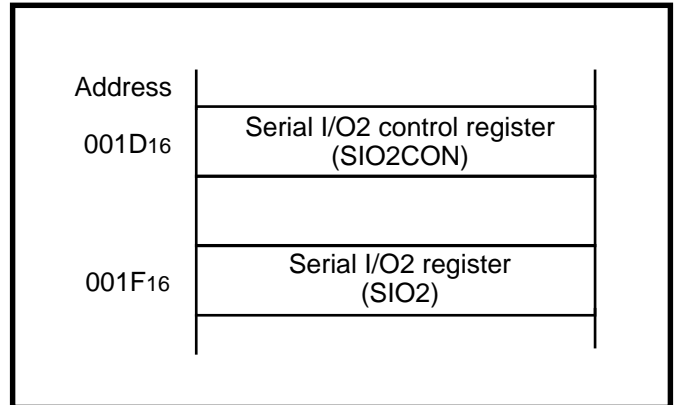 Address
001D16
Serial I/O2 control register
(SIO2CON)
001F16
Serial I/O2 register
(SIO2)